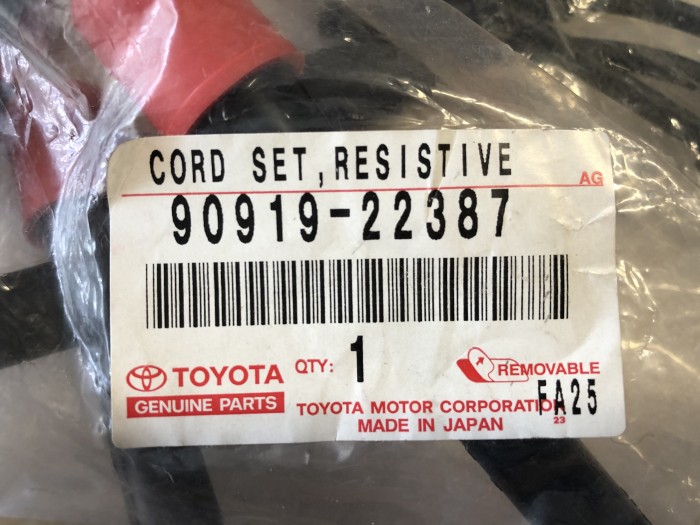 CORD SET,RESISTIVE
AG
90919-22387
TOYOTA QTY: 1 REMOVABLE
GENUINE PARTS TOYOTA MOTOR CORPORATION FA25
MADE IN JAPAN 23